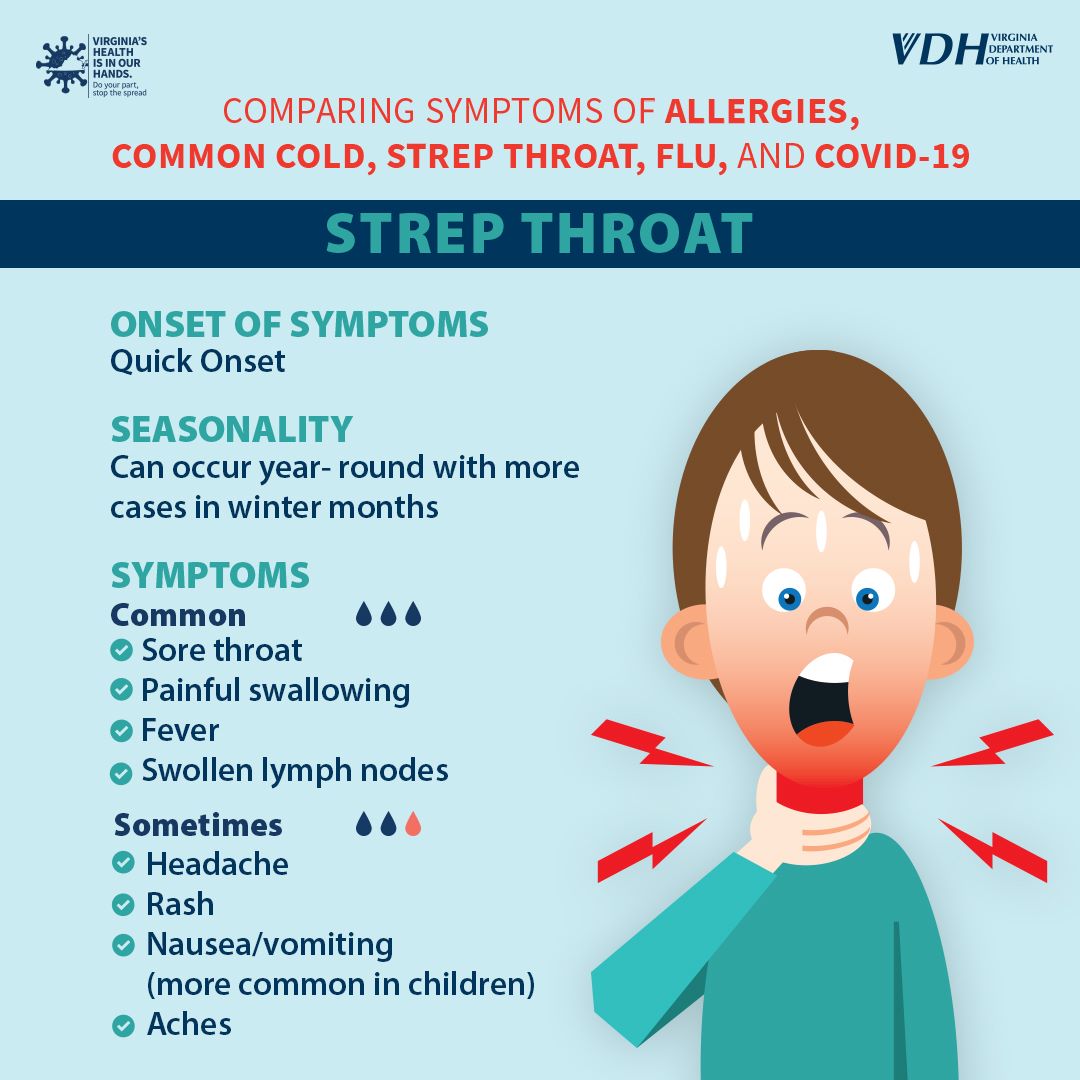 VIRGINIA'S
HEALTH
IS IN OUR
HANDS.
Do your part,
stop the spread
VDH VIRGINIA
DEPARTMENT
OF HEALTH
COMPARING SYMPTOMS OF ALLERGIES,
COMMON COLD, STREP THROAT, FLU, AND COVID-19
STREP THROAT
ONSET OF SYMPTOMS
Quick Onset
SEASONALITY
Can occur year- round with more
cases in winter months
SYMPTOMS
Common
Sore throat
Painful swallowing
Fever
Swollen lymph nodes
Sometimes
Headache
Rash
Nausea/vomiting
(more common in children)
Aches